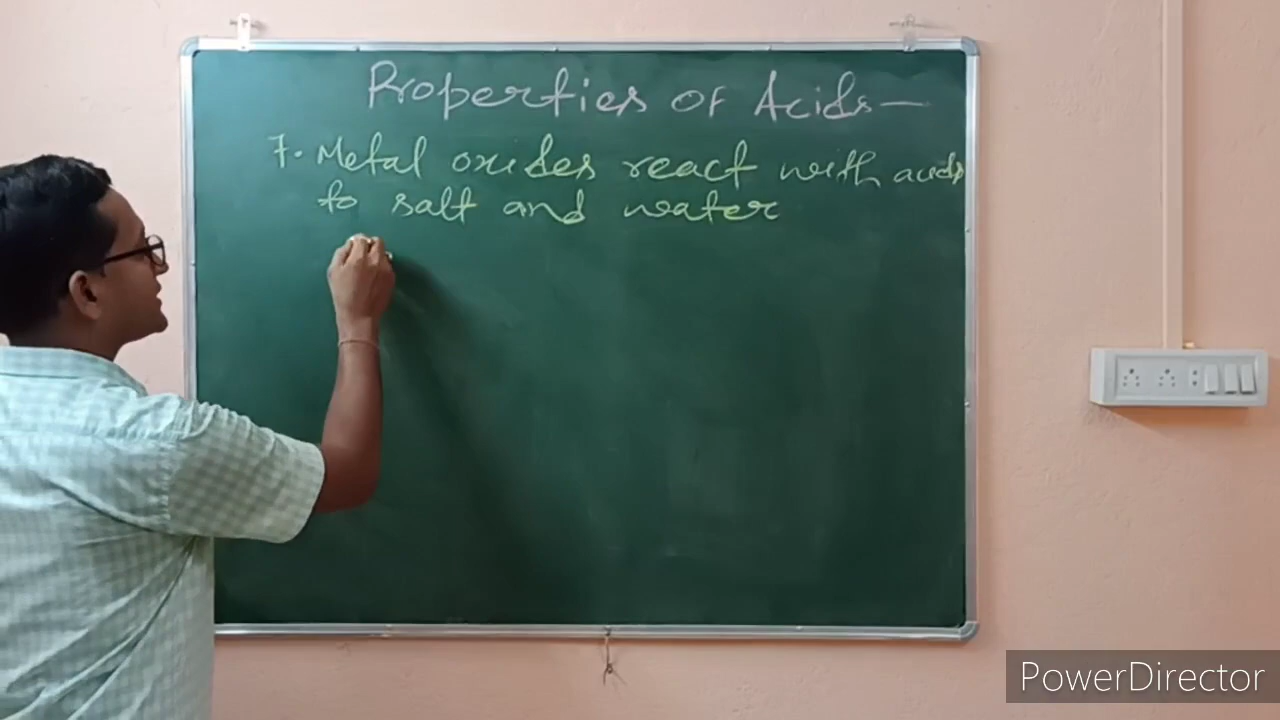 Properties of Acids—
7. Metal oxides react with acids
to salt and water
PowerDirector